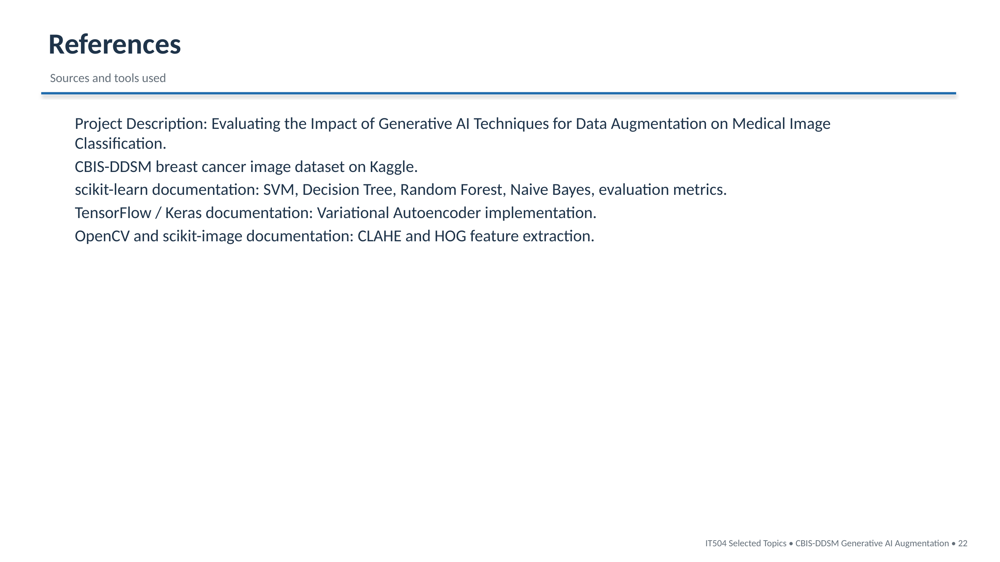 References
Sources and tools used
Project Description: Evaluating the Impact of Generative AI Techniques for Data Augmentation on Medical Image
Classification.
CBIS-DDSM breast cancer image dataset on Kaggle.
scikit-learn documentation: SVM, Decision Tree, Random Forest, Naive Bayes, evaluation metrics.
TensorFlow / Keras documentation: Variational Autoencoder implementation.
OpenCV and scikit-image documentation: CLAHE and HOG feature extraction.
IT504 Selected Topics • CBIS-DDSM Generative AI Augmentation • 22